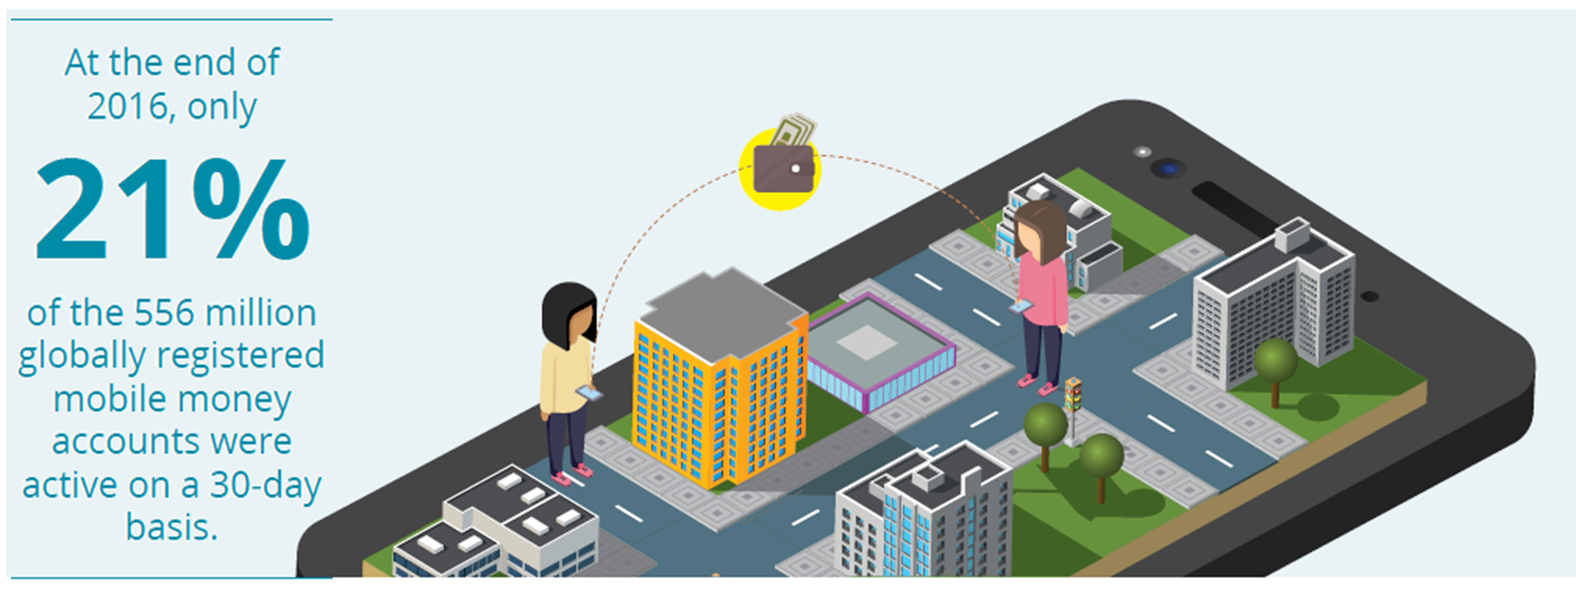 At the end of
2016, only
21%
of the 556 million
globally registered
mobile money
accounts were
active on a 30-day
basis.